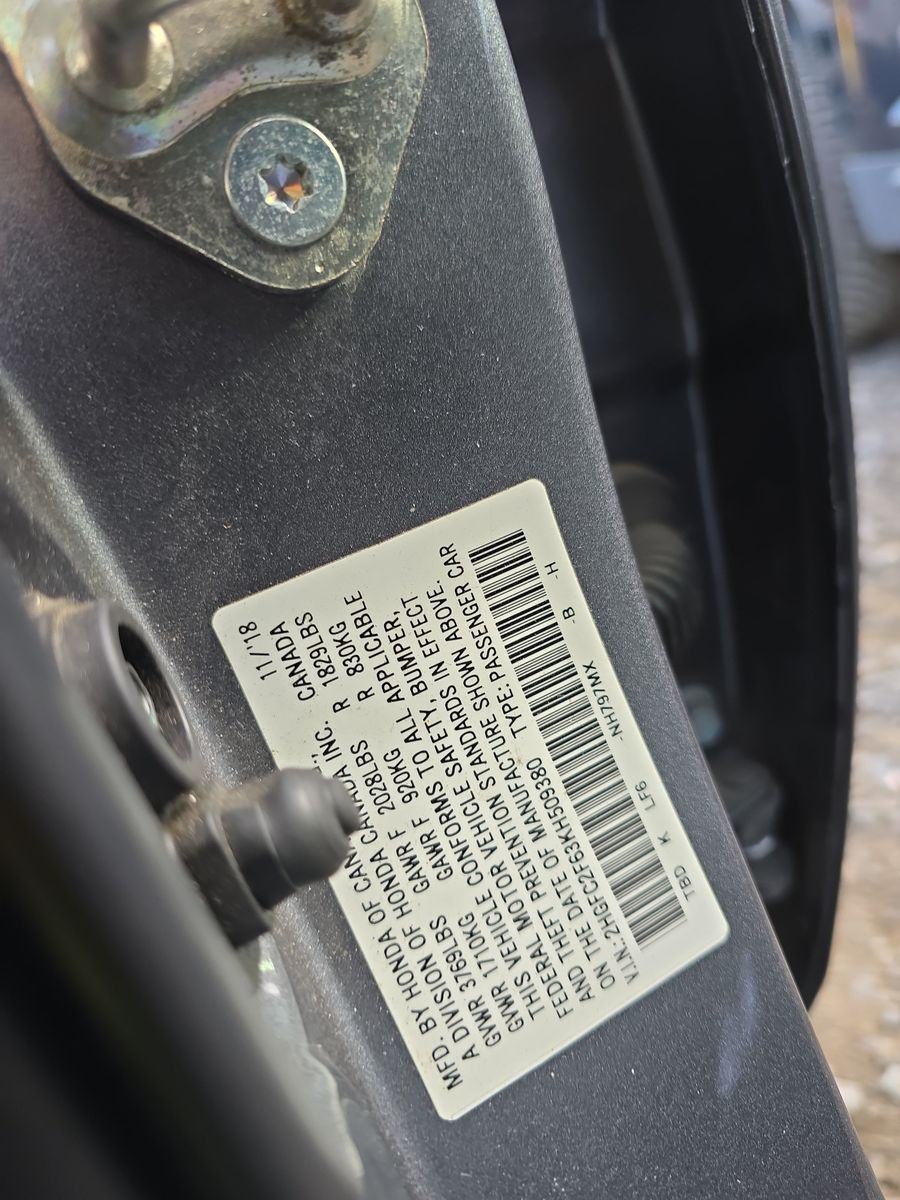 MFD. BY HONDA OF CAN 11/'18
A DIVISION OF HONDA CANADA INC. CANADA
GVWR 3769LBS GAWR F 2028LBS R 1829LBS
GVWR 1710KG GAWR F 920KG R 830KG
THIS VEHICLE CONFORMS TO ALL APPLICABLE
FEDERAL MOTOR VEHICLE SAFETY, BUMPER,
AND THEFT PREVENTION STANDARDS IN EFFECT
ON THE DATE OF MANUFACTURE SHOWN ABOVE.
V.I.N.: 2HGFC2F63KH509380 TYPE: PASSENGER CAR
TBD K LF6 -NH797MX -B -H